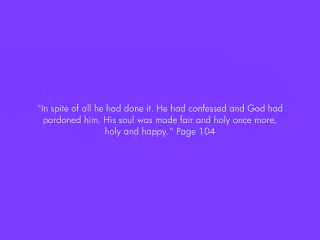 "In spite of all he had done it. He had confessed and God had
pardoned him. His soul was made fair and holy once more,
holy and happy." Page 104